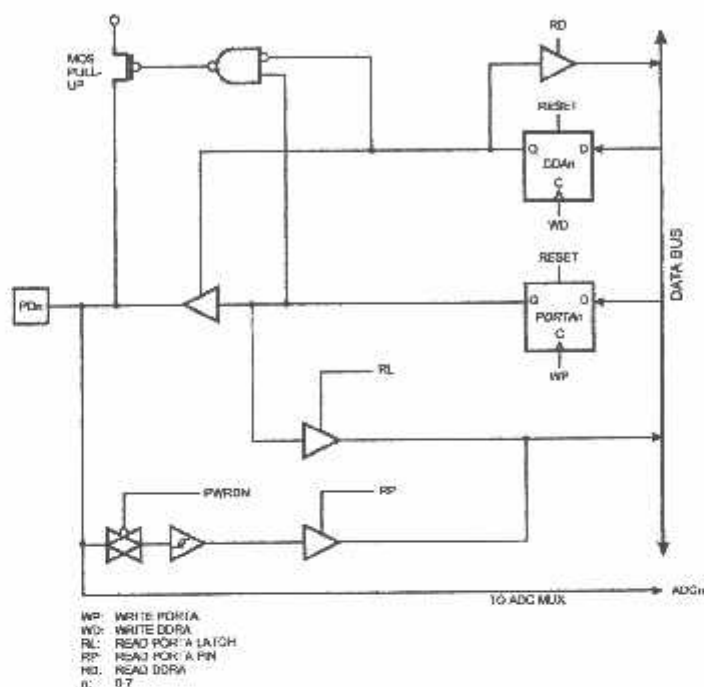 RD
MOS
PULL-
UP
RESET
Q D
DDAn
C
WD
RESET
PDn
Q D
PORTAn
C
WP
DATA BUS
RL
PWRDN
RP
TO ADC MUX
ADCn
WP: WRITE PORTA
WD: WRITE DDRA
RL: READ PORTA LATCH
RP: READ PORTA PIN
RD: READ DDRA
n: 0-7